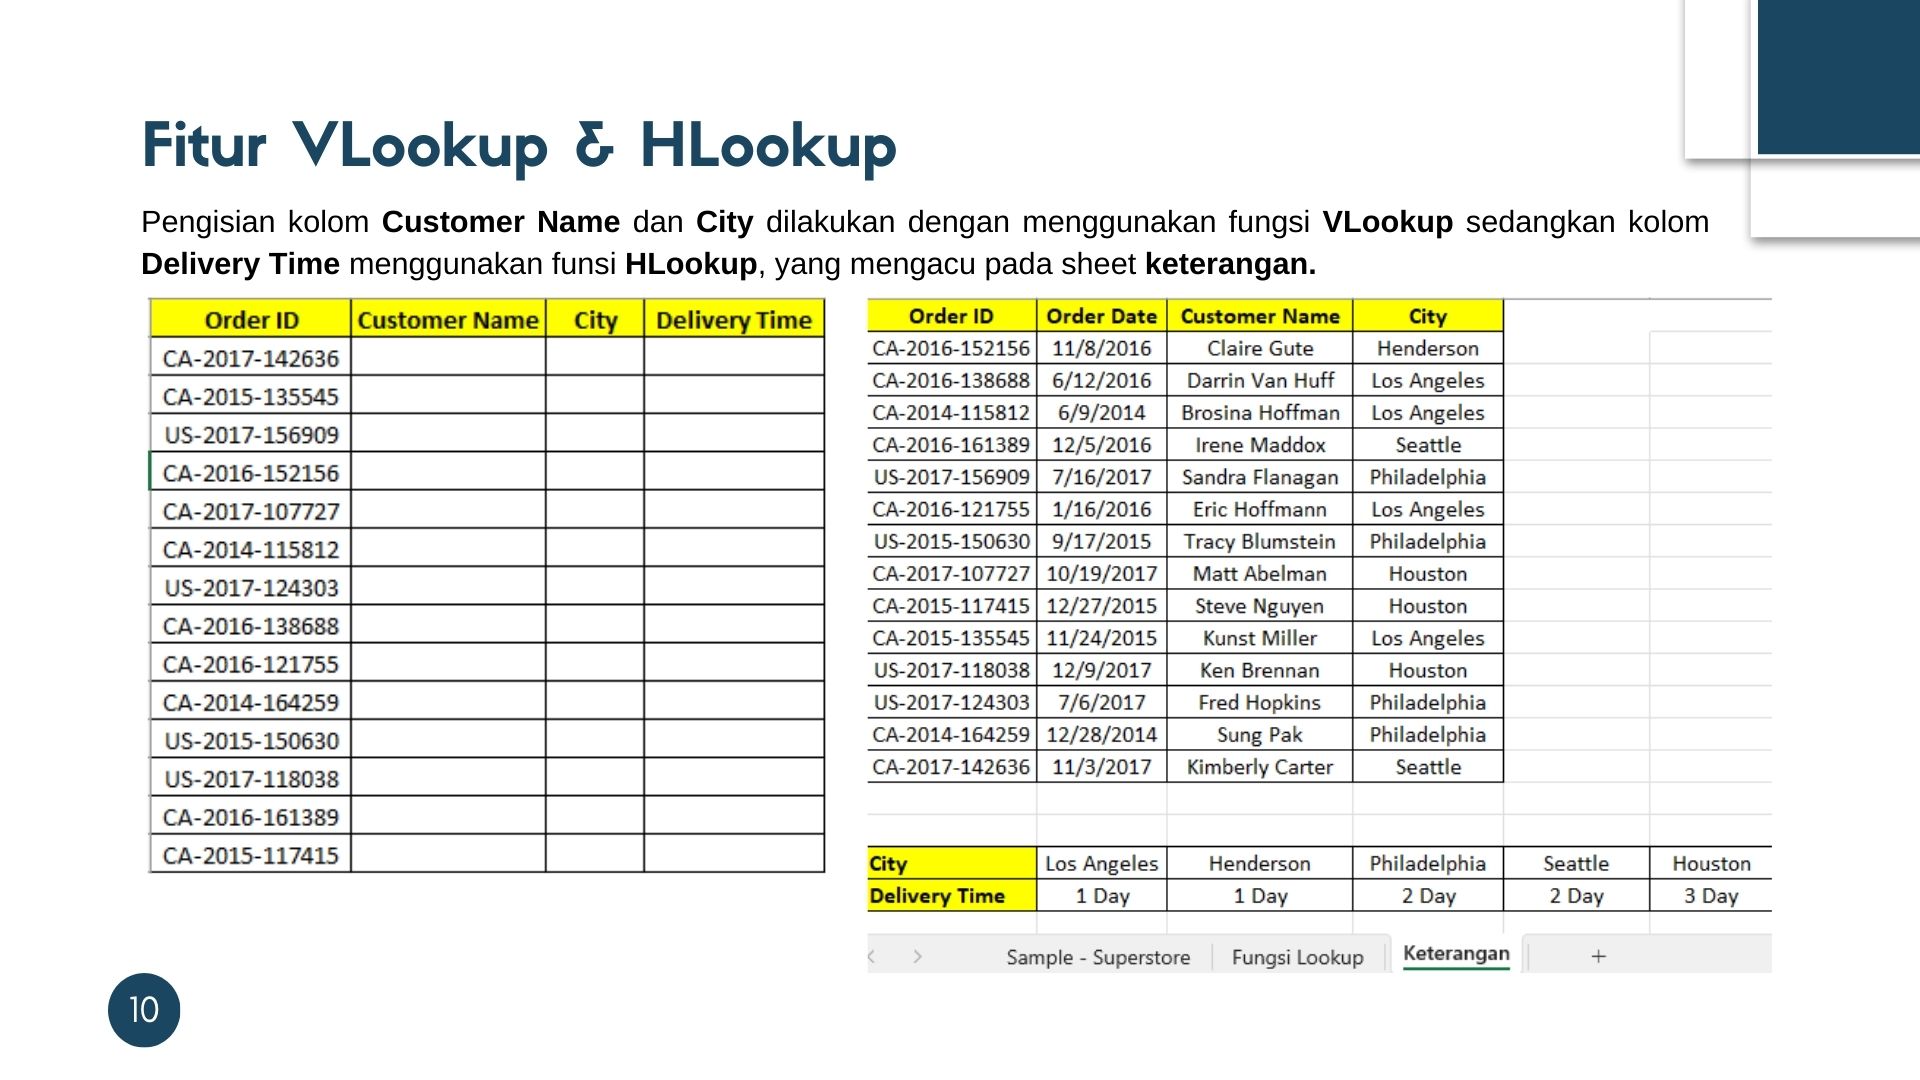 Fitur VLookup & HLookup
Pengisian kolom Customer Name dan City dilakukan dengan menggunakan fungsi VLookup sedangkan kolom
Delivery Time menggunakan funsi HLookup, yang mengacu pada sheet keterangan.
Order ID Customer Name City Delivery Time
CA-2017-142636
CA-2015-135545
US-2017-156909
CA-2016-152156
CA-2017-107727
CA-2014-115812
US-2017-124303
CA-2016-138688
CA-2016-121755
CA-2014-164259
US-2015-150630
US-2017-118038
CA-2016-161389
CA-2015-117415
Order ID Order Date Customer Name City
CA-2016-152156 11/8/2016 Claire Gute Henderson
CA-2016-138688 6/12/2016 Darrin Van Huff Los Angeles
CA-2014-115812 6/9/2014 Brosina Hoffman Los Angeles
CA-2016-161389 12/5/2016 Irene Maddox Seattle
US-2017-156909 7/16/2017 Sandra Flanagan Philadelphia
CA-2016-121755 1/16/2016 Eric Hoffmann Los Angeles
US-2015-150630 9/17/2015 Tracy Blumstein Philadelphia
CA-2017-107727 10/19/2017 Matt Abelman Houston
CA-2015-117415 12/27/2015 Steve Nguyen Houston
CA-2015-135545 11/24/2015 Kunst Miller Los Angeles
US-2017-118038 12/9/2017 Ken Brennan Houston
US-2017-124303 7/6/2017 Fred Hopkins Philadelphia
CA-2014-164259 12/28/2014 Sung Pak Philadelphia
CA-2017-142636 11/3/2017 Kimberly Carter Seattle
City Los Angeles Henderson Philadelphia Seattle Houston
Delivery Time 1 Day 1 Day 2 Day 2 Day 3 Day
Sample - Superstore Fungsi Lookup Keterangan +
10